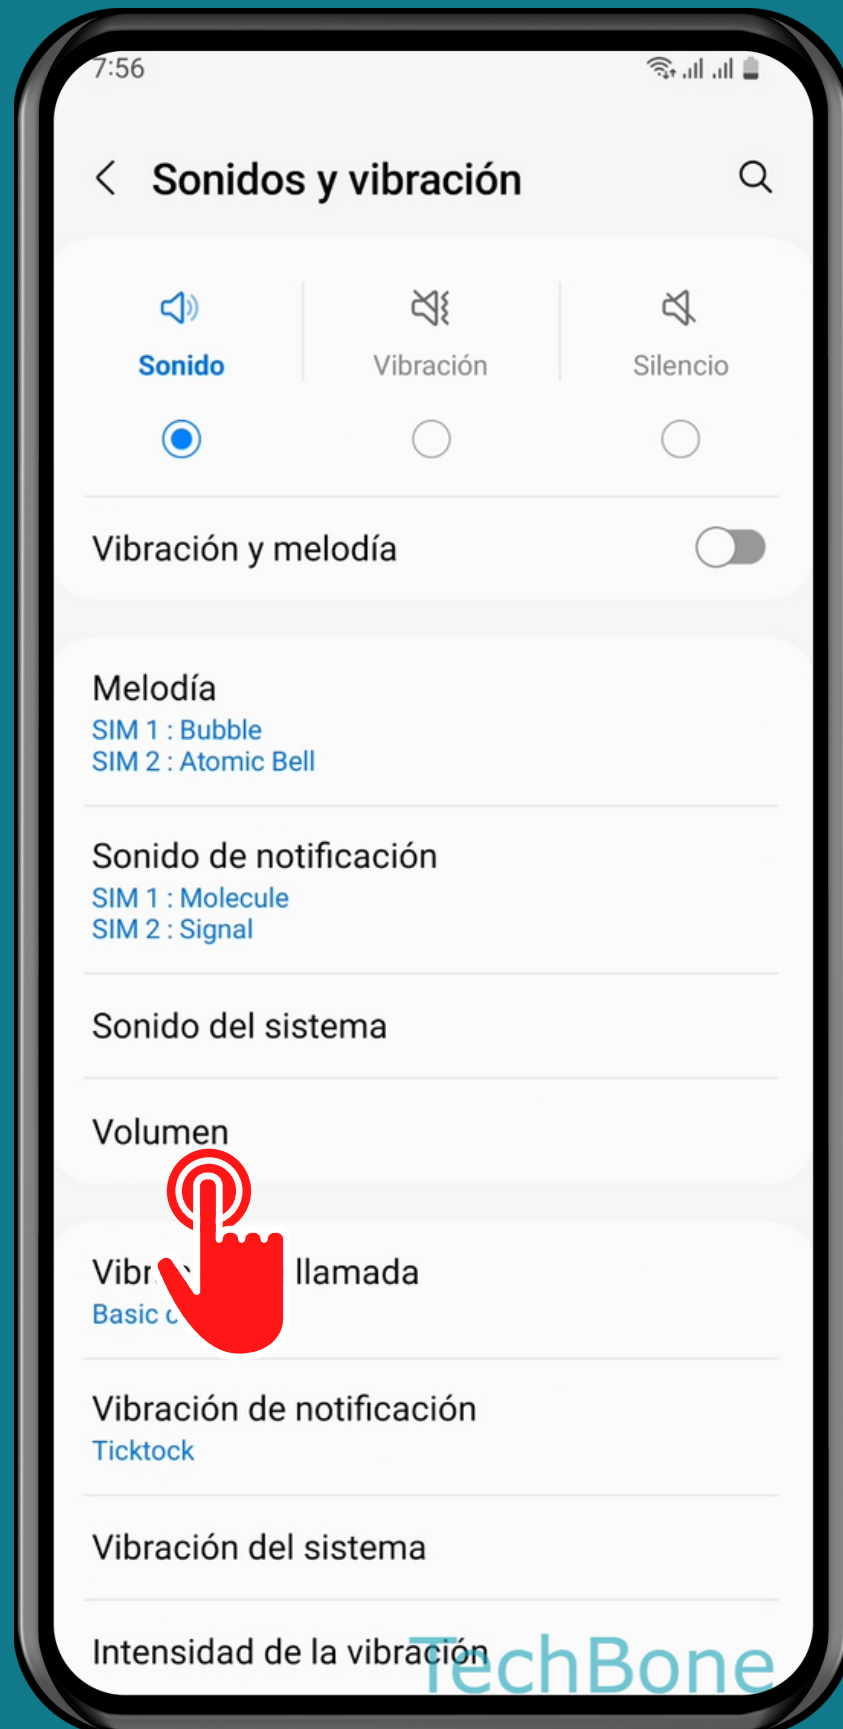 7:56
Sonidos y vibración
Sonido
Vibración
Silencio
Vibración y melodía
Melodía
SIM 1 : Bubble
SIM 2 : Atomic Bell
Sonido de notificación
SIM 1 : Molecule
SIM 2 : Signal
Sonido del sistema
Volumen
llamada
Basic
Vibración de notificación
Ticktock
Vibración del sistema
Intensidad de la vibración
TechBone